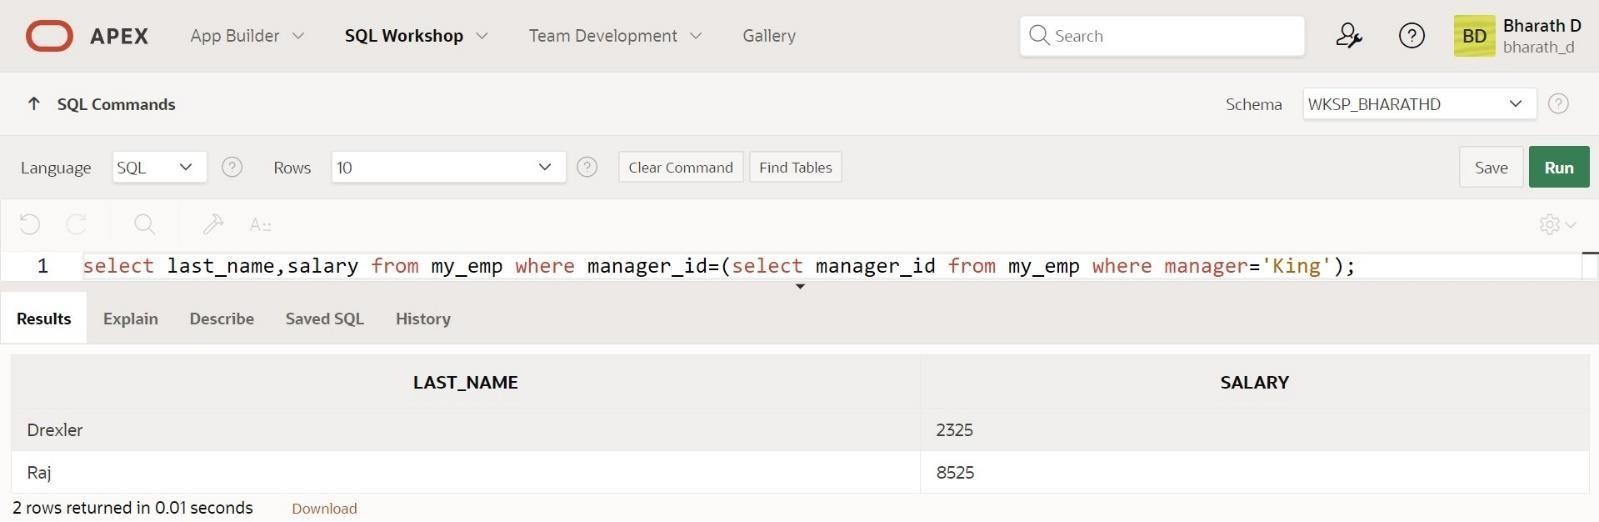 APEX App Builder SQL Workshop Team Development Gallery Search Bharath D
BD bharath_d
SQL Commands Schema WKSP_BHARATHD
Language SQL Rows 10 Clear Command Find Tables Save Run
A::
1 select last_name,salary from my_emp where manager_id=(select manager_id from my_emp where manager='King');
Results Explain Describe Saved SQL History
LAST_NAME SALARY
Drexler 2325
Raj 8525
2 rows returned in 0.01 seconds Download